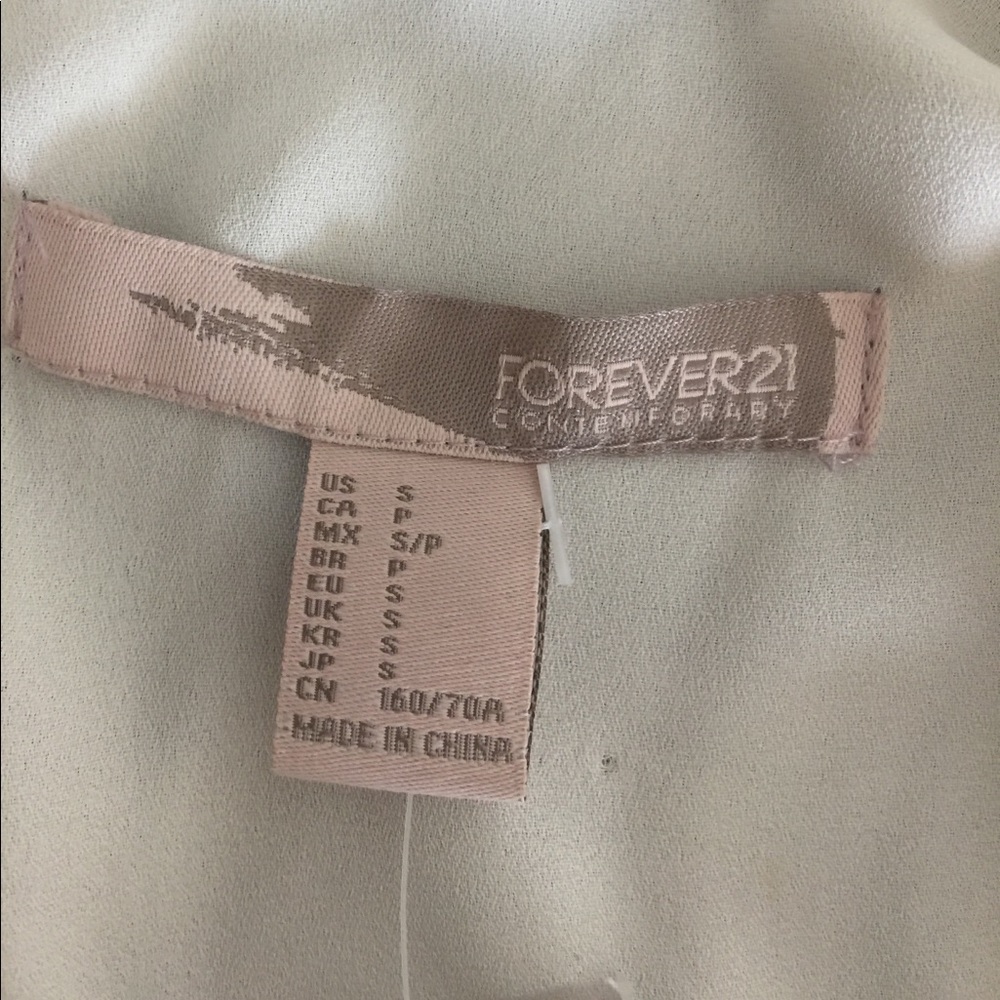 FOREVER21
CONTEMPORARY
US S
CA P
MX S/P
BR P
EU S
UK S
KR S
JP S
CN 160/70A
MADE IN CHINA